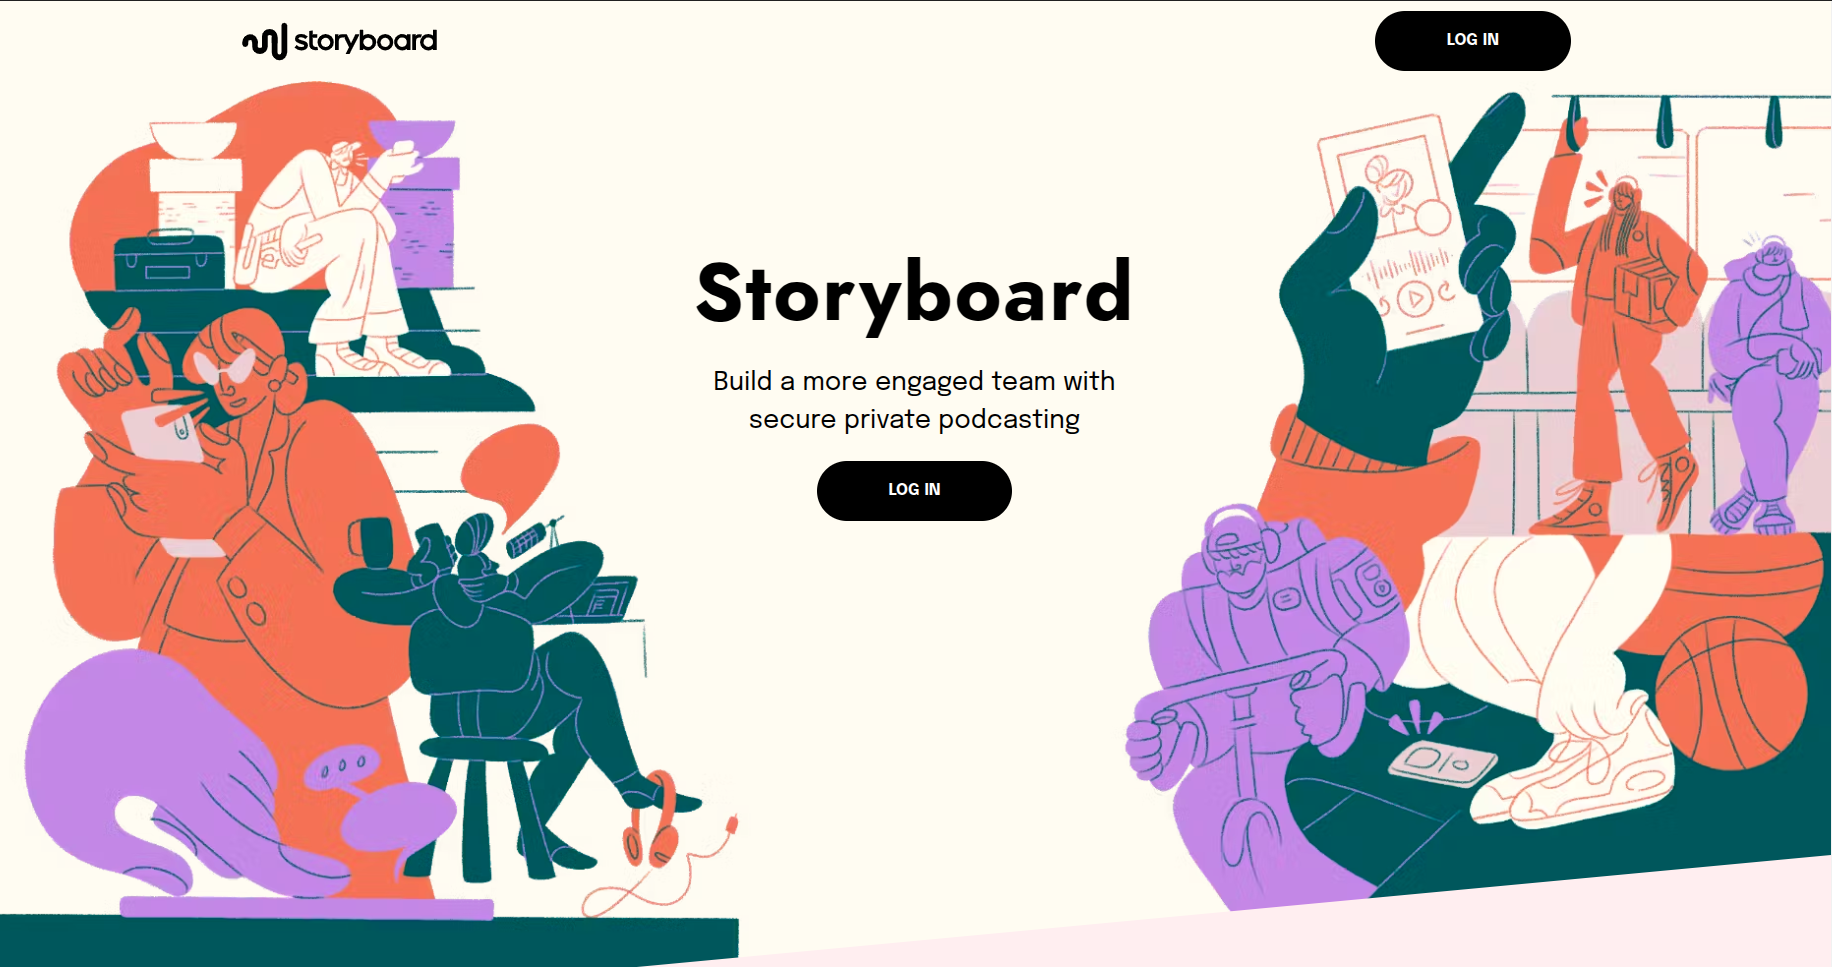 storyboard
LOG IN
Storyboard
Build a more engaged team with
secure private podcasting
LOG IN